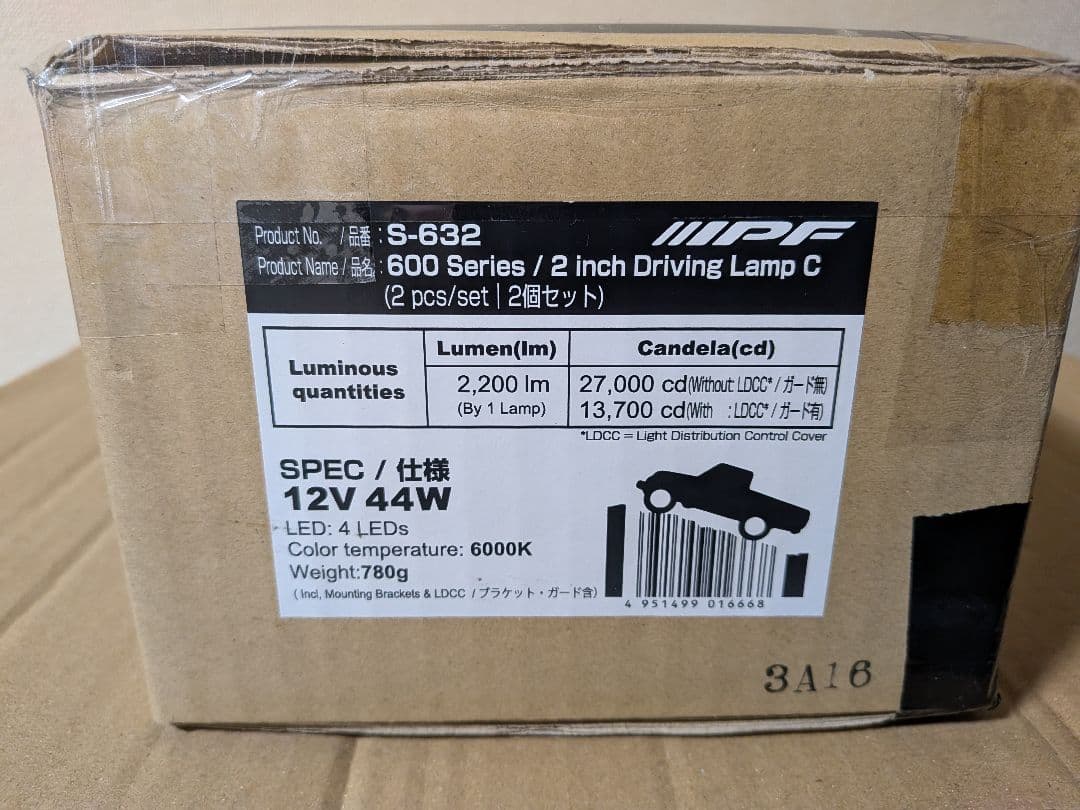 Product No. / 品番 : S-632
IPF
Product Name / 品名 : 600 Series / 2 inch Driving Lamp C
(2 pcs/set | 2個セット)
Luminous quantities
Lumen(lm)
Candela(cd)
2,200 lm
(By 1 Lamp)
27,000 cd(Without LDCC* / ガード無)
13,700 cd(With : LDCC* / ガード有)
*LDCC = Light Distribution Control Cover
SPEC / 仕様
12V 44W
LED: 4 LEDs
Color temperature: 6000K
Weight:780g
( Incl, Mounting Brackets & LDCC / ブラケット・ガード含)
4 951499 016668
3A16